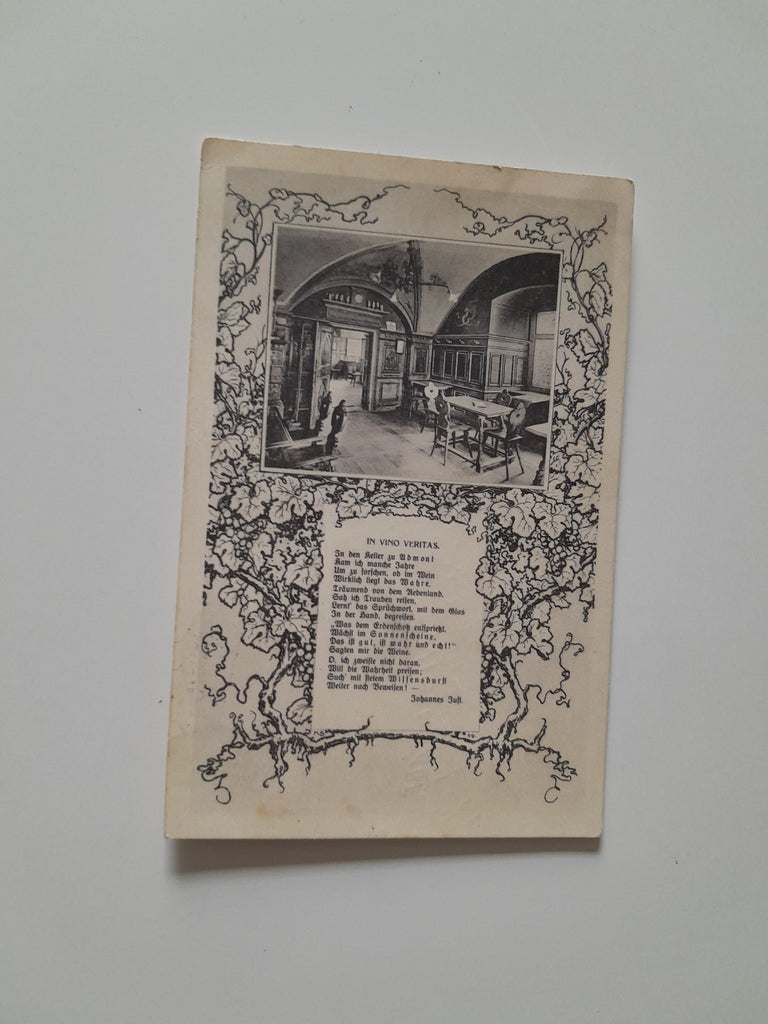 IN VINO VERITAS.
In den Keller zu Admont
Kam ich manche Jahre
Um zu forschen, ob im Wein
Wirklich liegt das Wahre.
Träumend von dem Rebenland,
Sah ich Trauben reifen,
Lernt' das Sprüchwort, mit dem Glas
In der Hand, begreifen.
„Was dem Erdenschoß entsprießt,
Wächst im Sonnenscheine,
Das ist gut, ist wahr und echt!"
Sagten mir die Weine.
O, ich zweifle nicht daran,
Will die Wahrheit preisen;
Such' mit stetem Wissensdurst
Weiter nach Beweisen! —
Johannes Just.